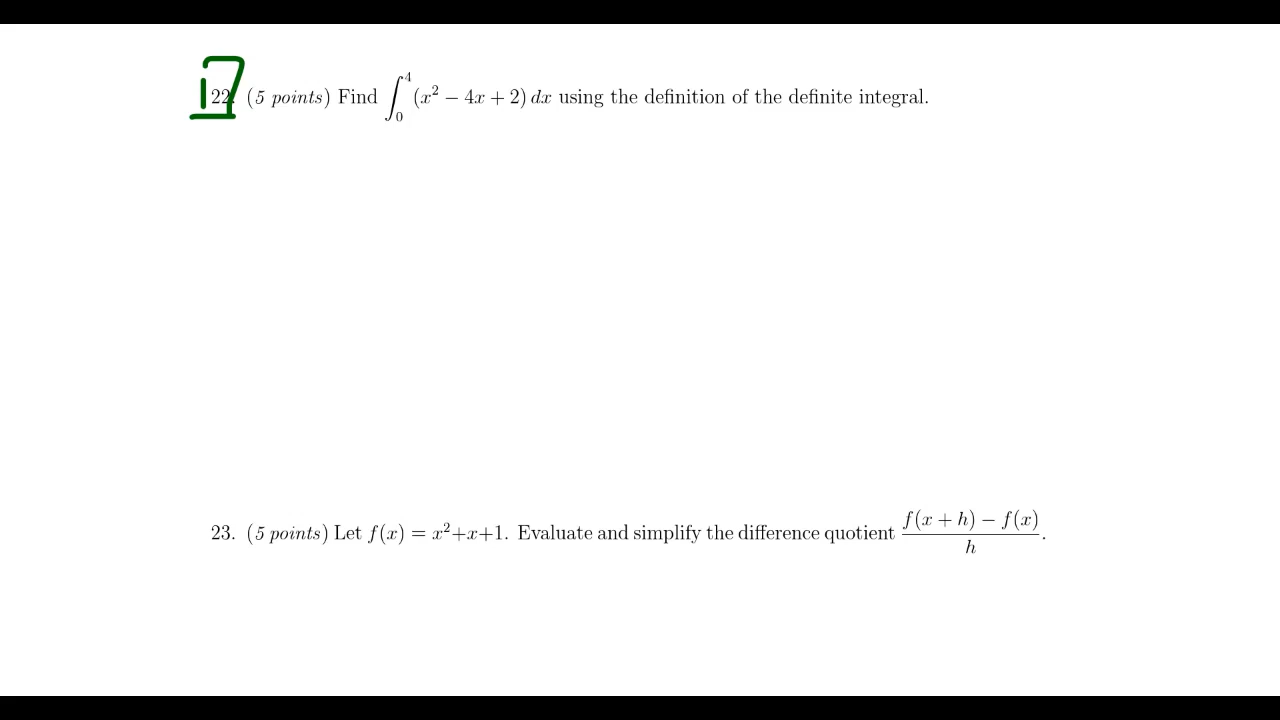 17
22. (5 points) Find ∫₀⁴ (x² − 4x + 2) dx using the definition of the definite integral.
23. (5 points) Let f(x) = x²+x+1. Evaluate and simplify the difference quotient (f(x + h) − f(x))/h.